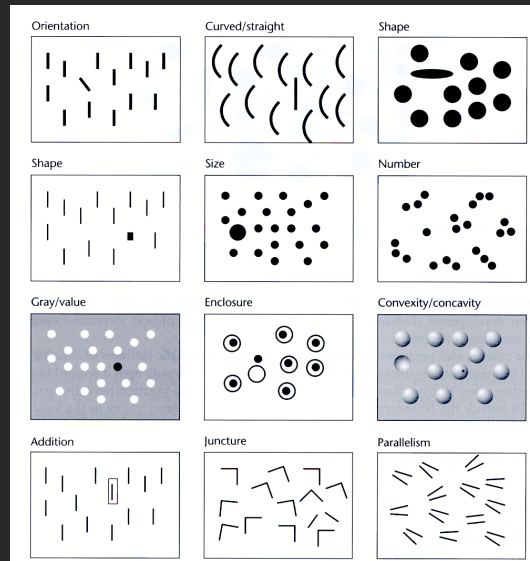 Orientation
Curved/straight
Shape
Shape
Size
Number
Gray/value
Enclosure
Convexity/concavity
Addition
Juncture
Parallelism